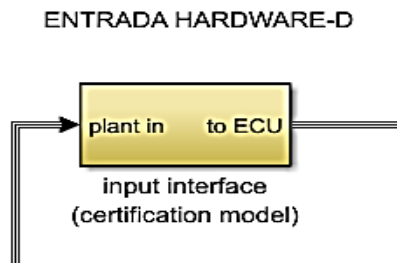 ENTRADA HARDWARE-D
plant in to ECU
input interface
(certification model)